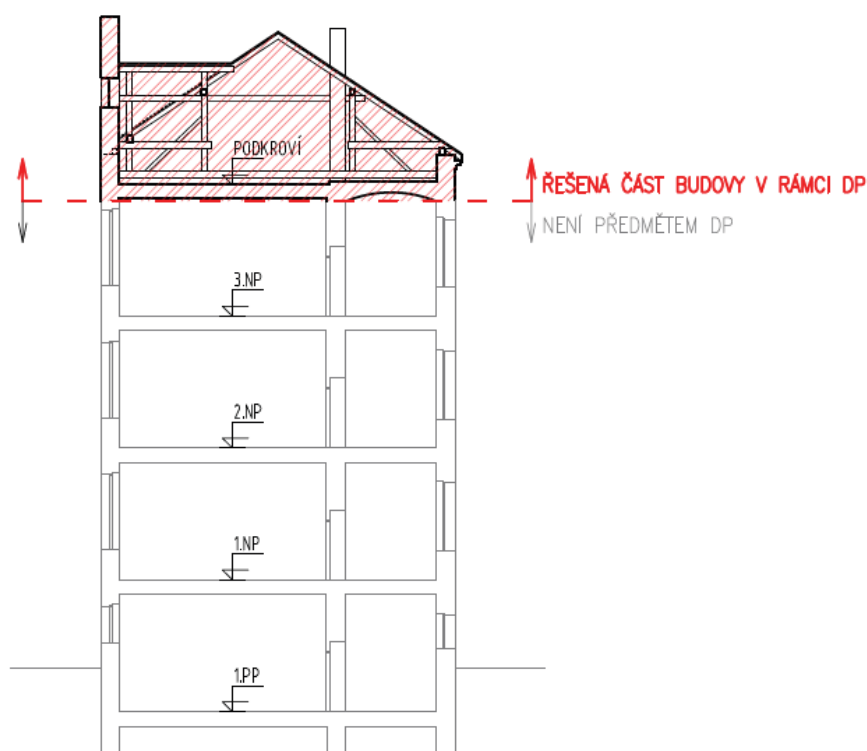 PODKROVÍ
ŘEŠENÁ ČÁST BUDOVY V RÁMCI DP
NENÍ PŘEDMĚTEM DP
3.NP
2.NP
1.NP
1.PP